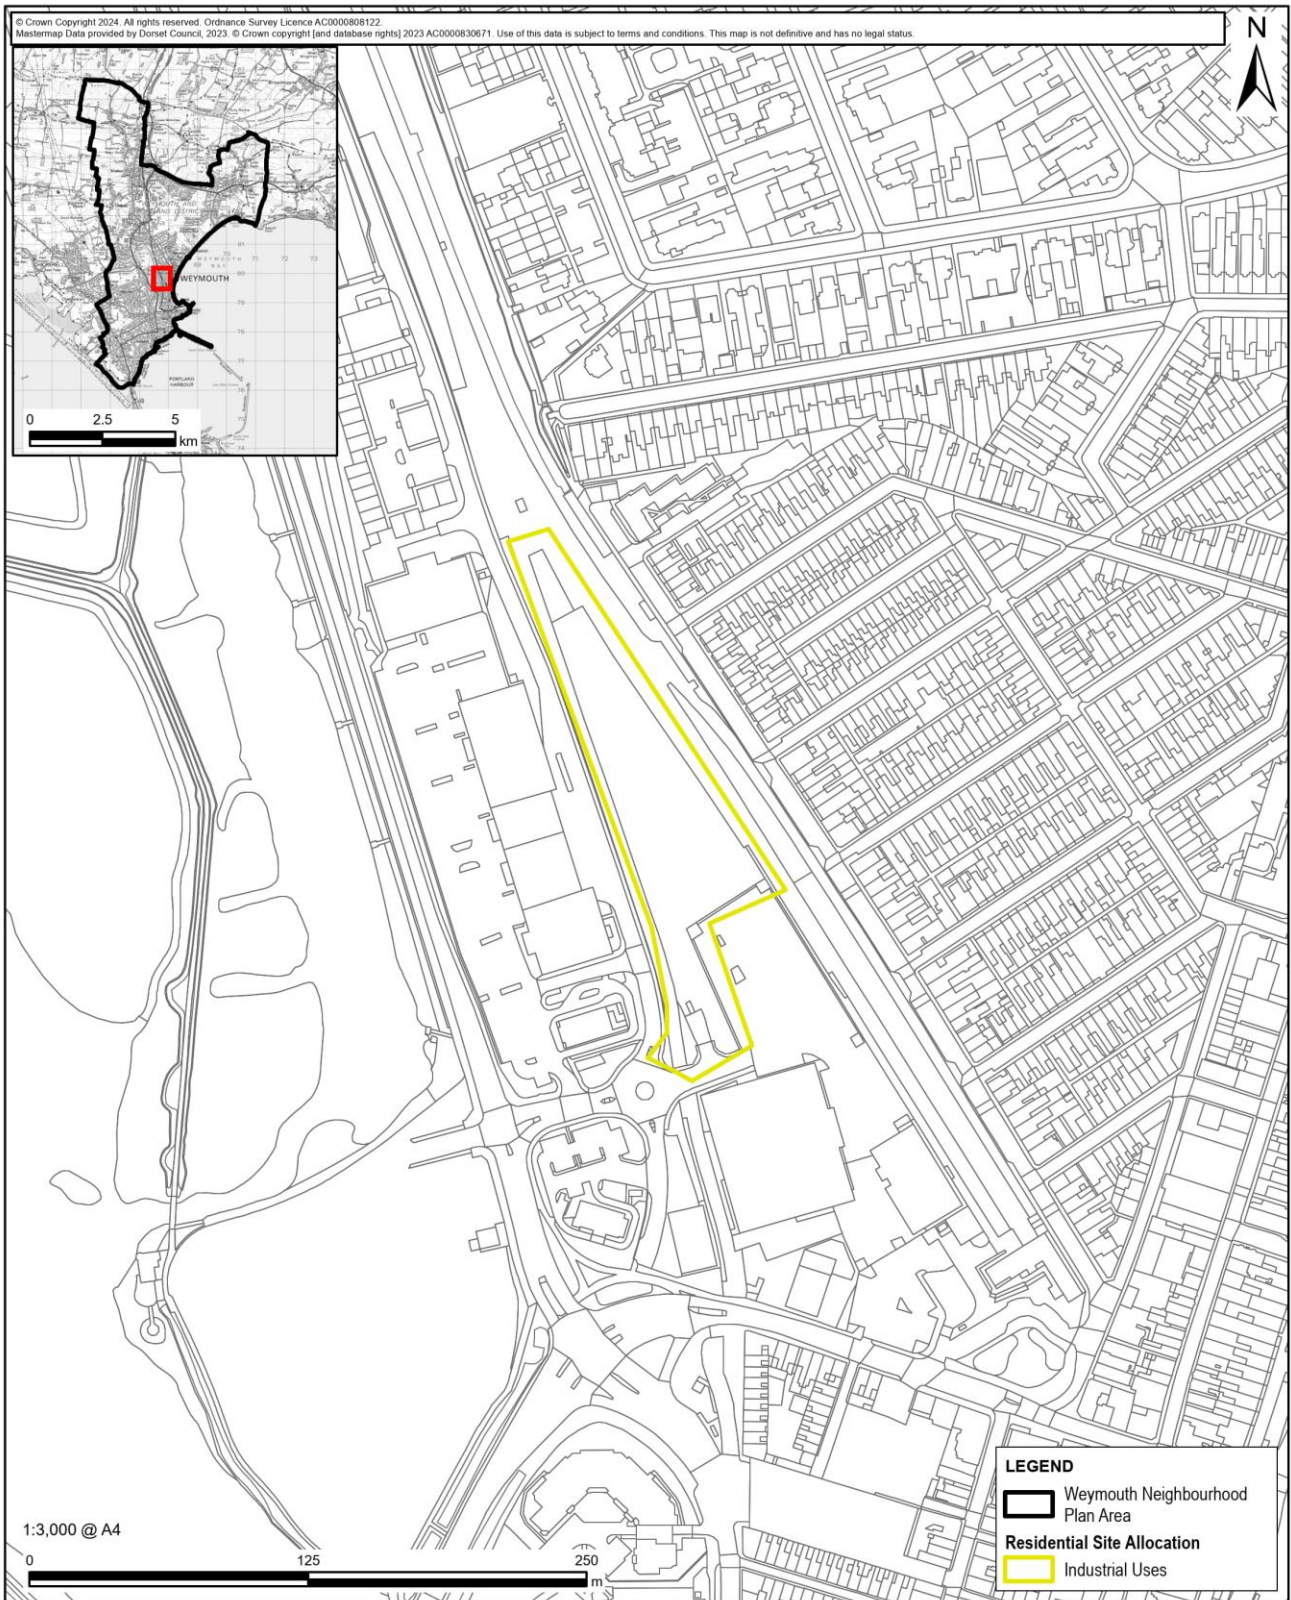 © Crown Copyright 2024. All rights reserved. Ordnance Survey Licence AC0000808122.
Mastermap Data provided by Dorset Council, 2023. © Crown copyright [and database rights] 2023 AC0000830671. Use of this data is subject to terms and conditions. This map is not definitive and has no legal status.
N
WEYMOUTH
PORTLAND
HARBOUR
0 2.5 5
km
LEGEND
Weymouth Neighbourhood
Plan Area
Residential Site Allocation
Industrial Uses
1:3,000 @ A4
0 125 250
m